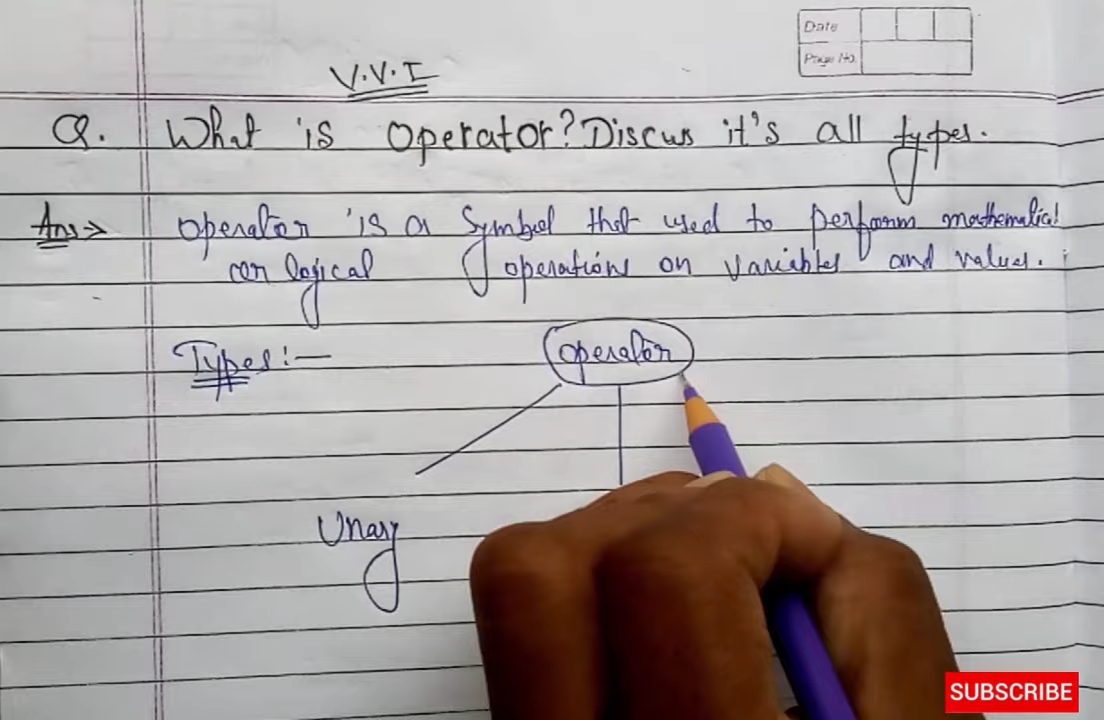 Date
Page No.
V.V.I
Q. What is operator? Discus it's all types.
Ans→ operator is a Symbol that used to perform mathematical
or logical operations on variables and values.
Types:—
operator
Unary
SUBSCRIBE